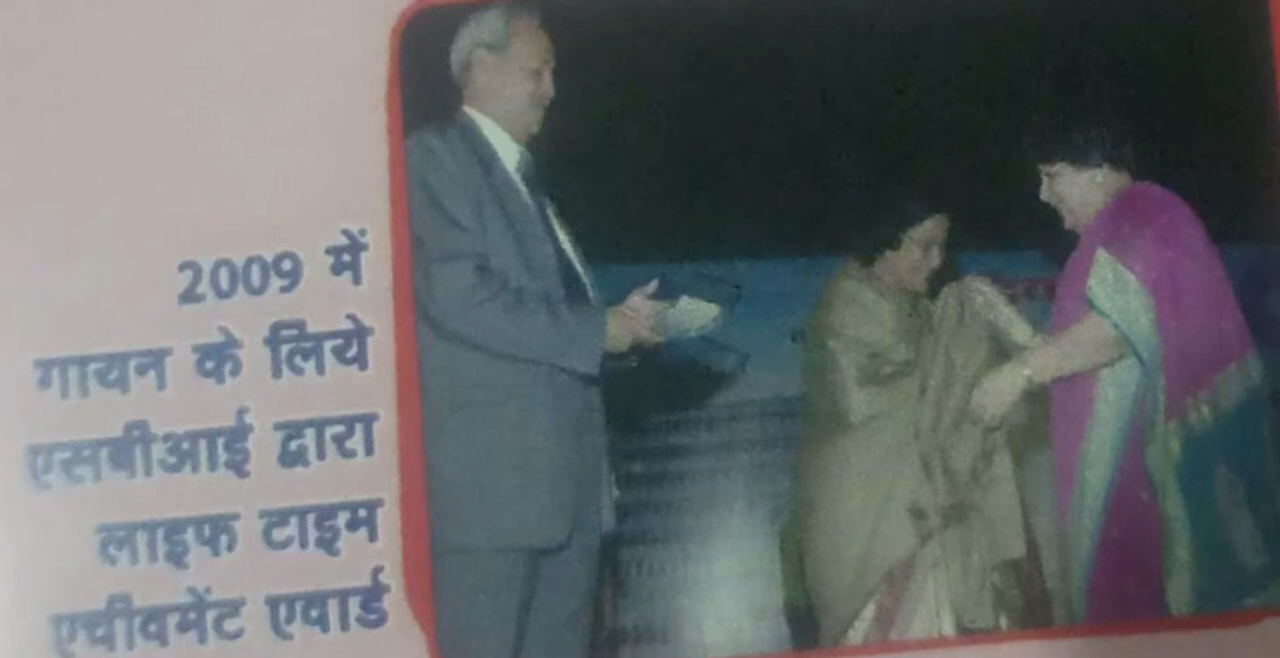 2009 में
गायन के लिये
एसबीआई द्वारा
लाइफ टाइम
एचीवमेंट एवार्ड